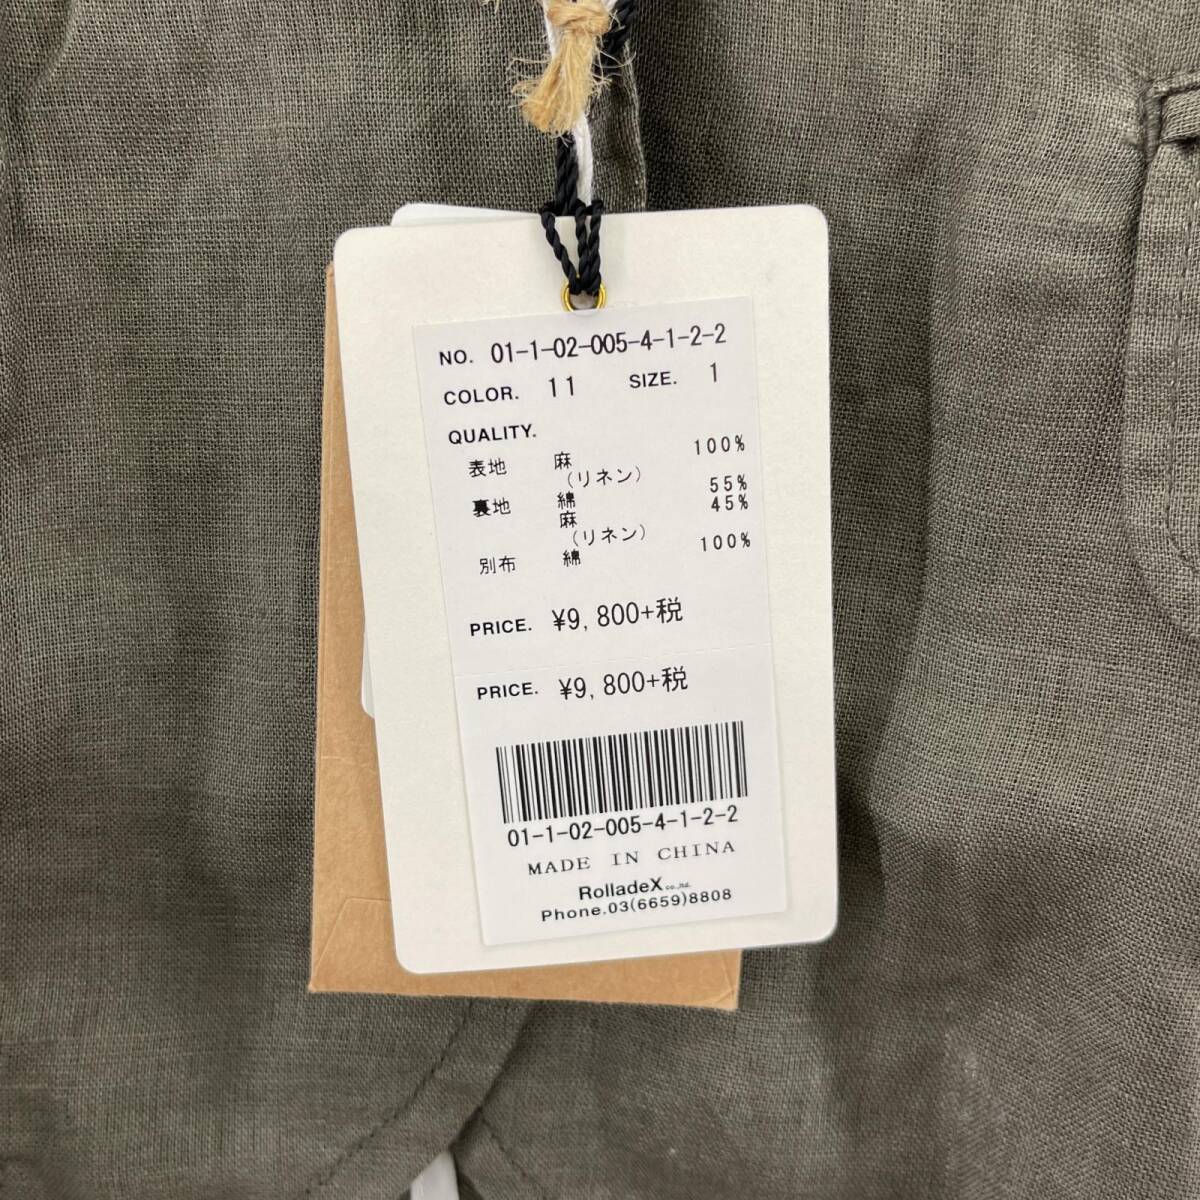 NO. 01-1-02-005-4-1-2-2
COLOR. 11 SIZE. 1
QUALITY.
表地 麻 100%
(リネン)
裏地 綿 55%
麻 45%
(リネン)
別布 綿 100%
PRICE. ¥9,800+税
PRICE. ¥9,800+税
01-1-02-005-4-1-2-2
MADE IN CHINA
RolladeX co.,ltd.
Phone.03(6659)8808